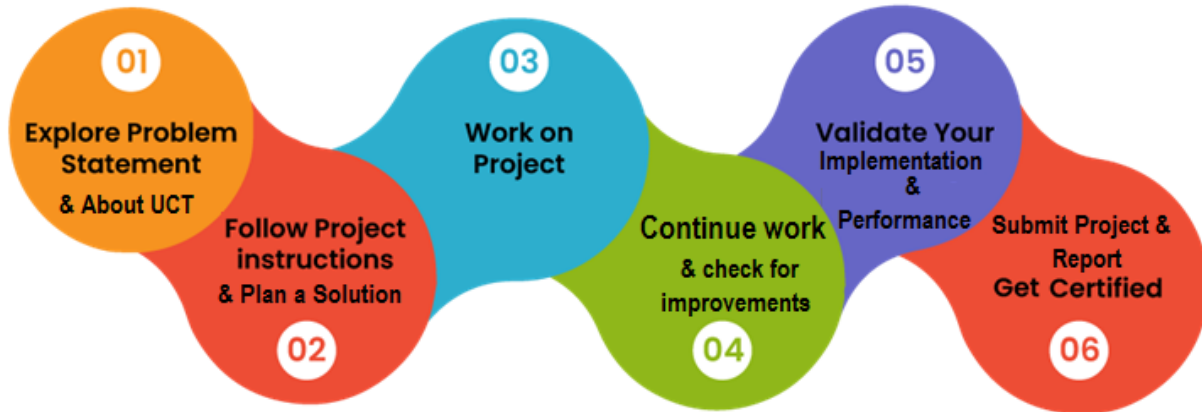 01
Explore Problem
Statement
& About UCT
Follow Project
instructions
& Plan a Solution
02
03
Work on
Project
Continue work
& check for
improvements
04
05
Validate Your
Implementation
&
Performance
Submit Project &
Report
Get Certified
06